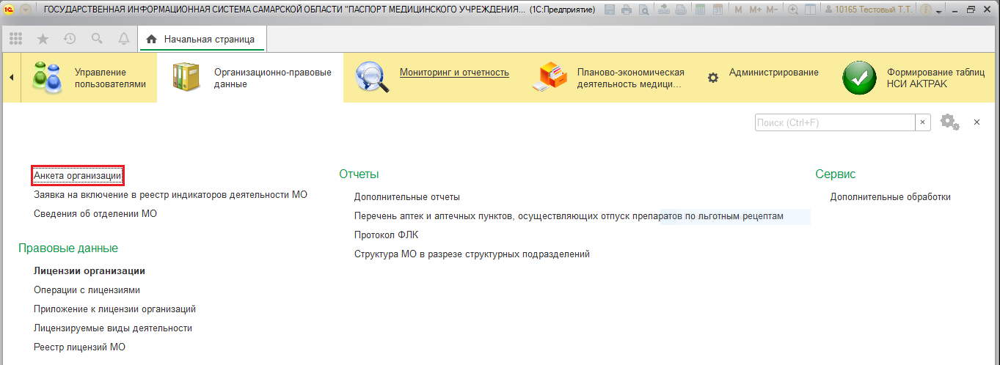 ГОСУДАРСТВЕННАЯ ИНФОРМАЦИОННАЯ СИСТЕМА САМАРСКОЙ ОБЛАСТИ "ПАСПОРТ МЕДИЦИНСКОГО УЧРЕЖДЕНИЯ... (1С:Предприятие)
M M+ M- 10165 Тестовый Т.Т.
Начальная страница
Управление
пользователями
Организационно-правовые
данные
Мониторинг и отчетность
Планово-экономическая
деятельность медици...
Администрирование
Формирование таблиц
НСИ АКТРАК
Поиск (Ctrl+F)
Анкета организации
Заявка на включение в реестр индикаторов деятельности МО
Сведения об отделении МО
Правовые данные
Лицензии организации
Операции с лицензиями
Приложение к лицензии организаций
Лицензируемые виды деятельности
Реестр лицензий МО
Отчеты
Дополнительные отчеты
Перечень аптек и аптечных пунктов, осуществляющих отпуск препаратов по льготным рецептам
Протокол ФЛК
Структура МО в разрезе структурных подразделений
Сервис
Дополнительные обработки